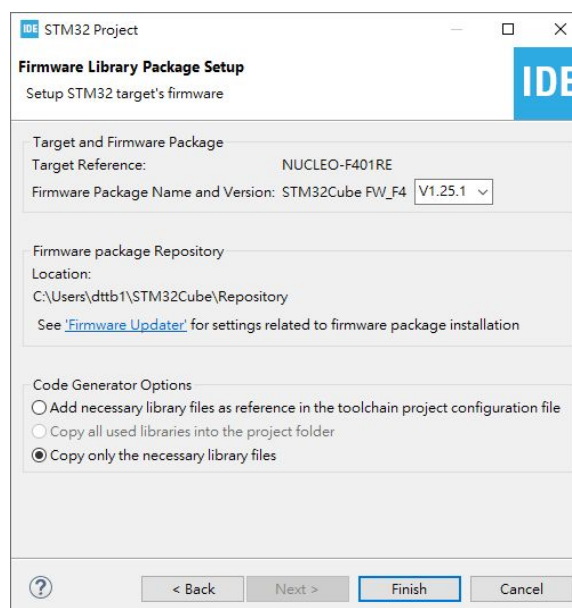 IDE STM32 Project
Firmware Library Package Setup
Setup STM32 target's firmware
IDE
Target and Firmware Package
Target Reference: NUCLEO-F401RE
Firmware Package Name and Version: STM32Cube FW_F4 V1.25.1
Firmware package Repository
Location:
C:\Users\dttb1\STM32Cube\Repository
See 'Firmware Updater' for settings related to firmware package installation
Code Generator Options
Add necessary library files as reference in the toolchain project configuration file
Copy all used libraries into the project folder
Copy only the necessary library files
? < Back Next > Finish Cancel